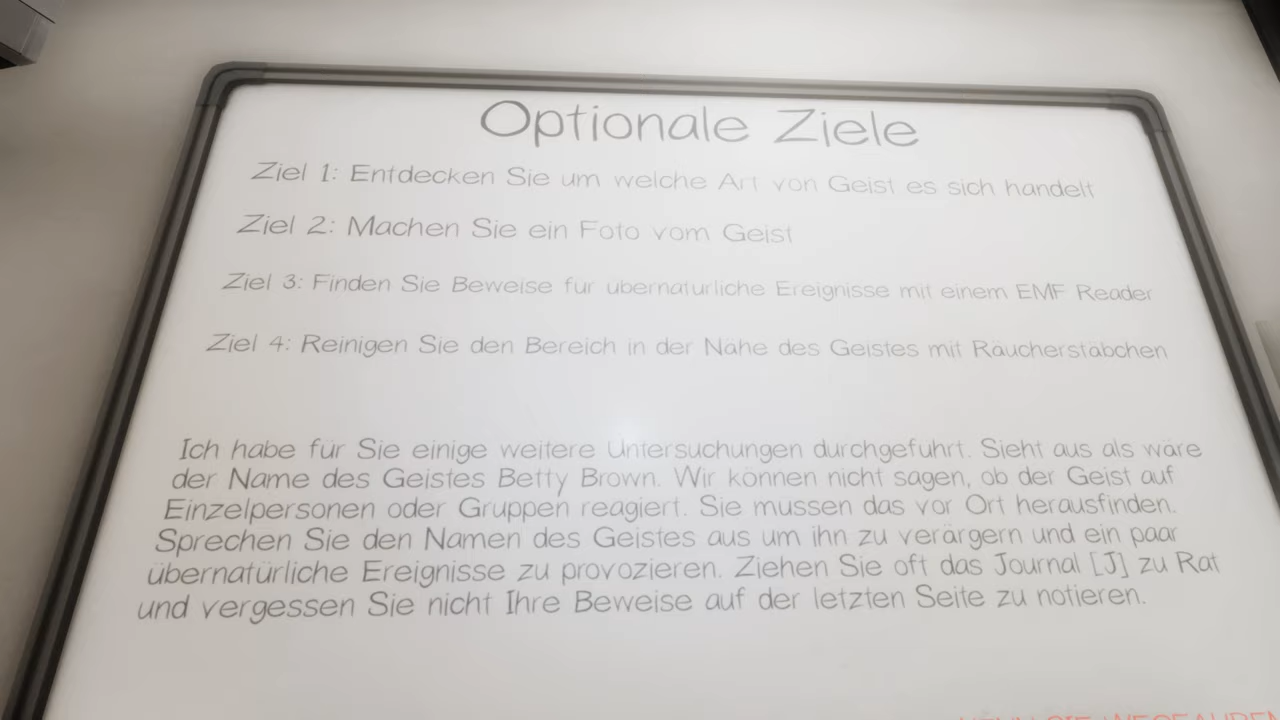 Optionale Ziele
Ziel 1: Entdecken Sie um welche Art von Geist es sich handelt
Ziel 2: Machen Sie ein Foto vom Geist
Ziel 3: Finden Sie Beweise fur ubernaturliche Ereignisse mit einem EMF Reader
Ziel 4: Reinigen Sie den Bereich in der Nähe des Geistes mit Räucherstäbchen
Ich habe für Sie einige weitere Untersuchungen durchgeführt. Sieht aus als wäre
der Name des Geistes Betty Brown. Wir können nicht sagen, ob der Geist auf
Einzelpersonen oder Gruppen reagiert. Sie müssen das vor Ort herausfinden.
Sprechen Sie den Namen des Geistes aus um ihn zu verärgern und ein paar
übernatürliche Ereignisse zu provozieren. Ziehen Sie oft das Journal [J] zu Rat
und vergessen Sie nicht Ihre Beweise auf der letzten Seite zu notieren.